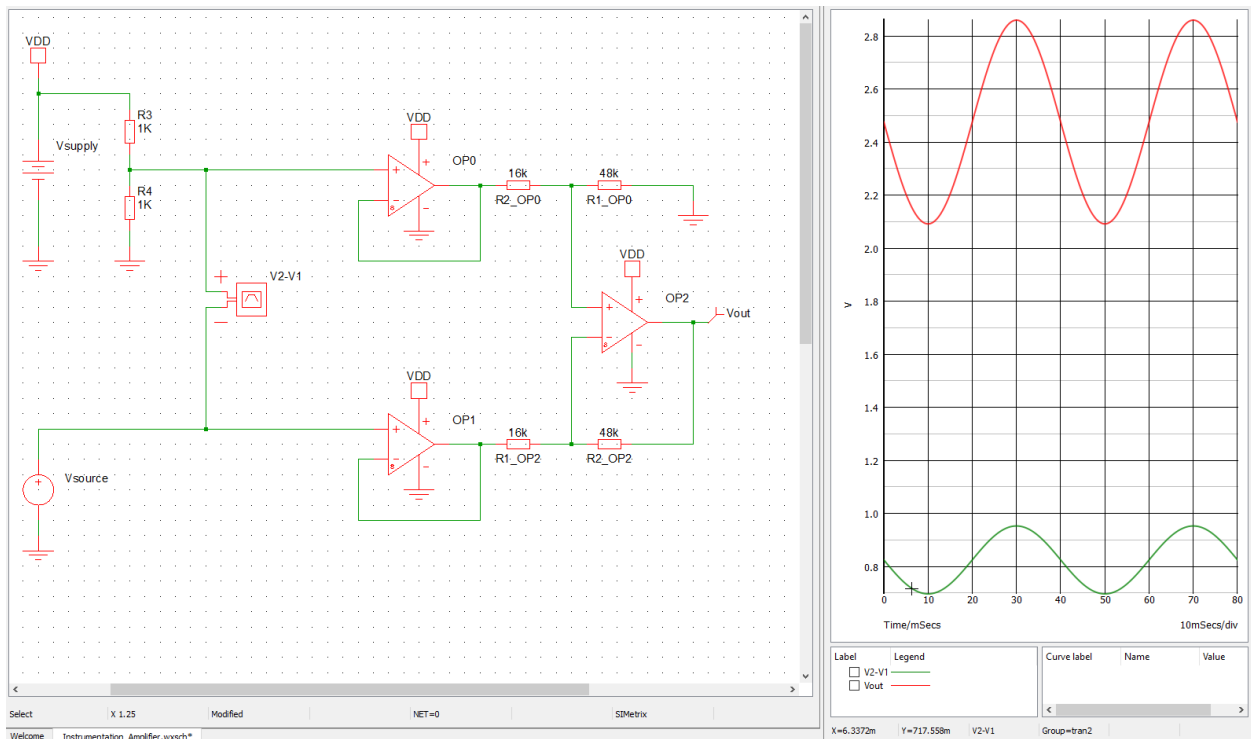 VDD
R3
1K
Vsupply
R4
1K
VDD
OP0
16k
48k
R2_OP0
R1_OP0
V2-V1
VDD
OP2
Vout
VDD
OP1
16k
48k
R1_OP2
R2_OP2
Vsource
Select
X 1.25
Modified
NET=0
SIMetrix
Welcome
Instrumentation_Amplifier.wxsch*
2.8
2.6
2.4
2.2
2.0
V
1.8
1.6
1.4
1.2
1.0
0.8
0 10 20 30 40 50 60 70 80
Time/mSecs 10mSecs/div
Label Legend
V2-V1
Vout
Curve label Name Value
X=6.3372m Y=717.558m V2-V1 Group=tran2